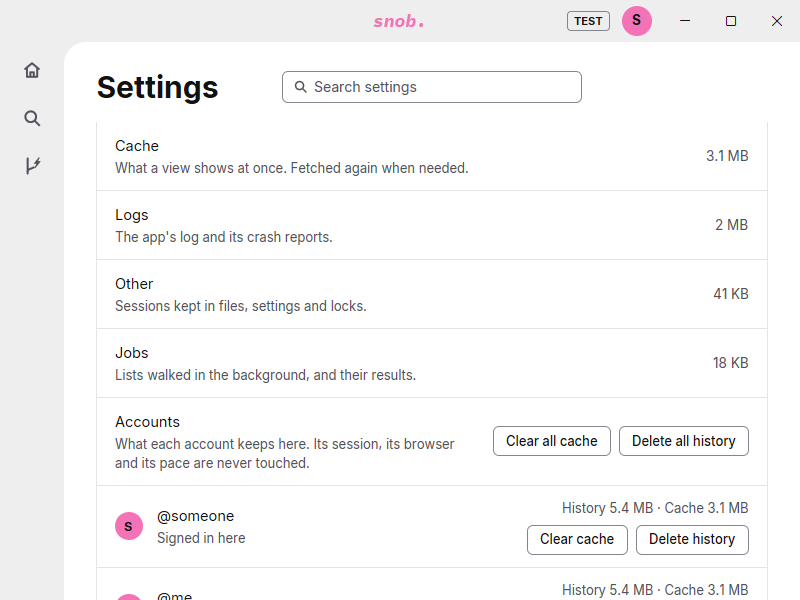 snob.
TEST
S
Settings
Search settings
Cache
What a view shows at once. Fetched again when needed.
3.1 MB
Logs
The app's log and its crash reports.
2 MB
Other
Sessions kept in files, settings and locks.
41 KB
Jobs
Lists walked in the background, and their results.
18 KB
Accounts
What each account keeps here. Its session, its browser
and its pace are never touched.
Clear all cache
Delete all history
S
@someone
Signed in here
History 5.4 MB · Cache 3.1 MB
Clear cache
Delete history
@me
History 5.4 MB · Cache 3.1 MB